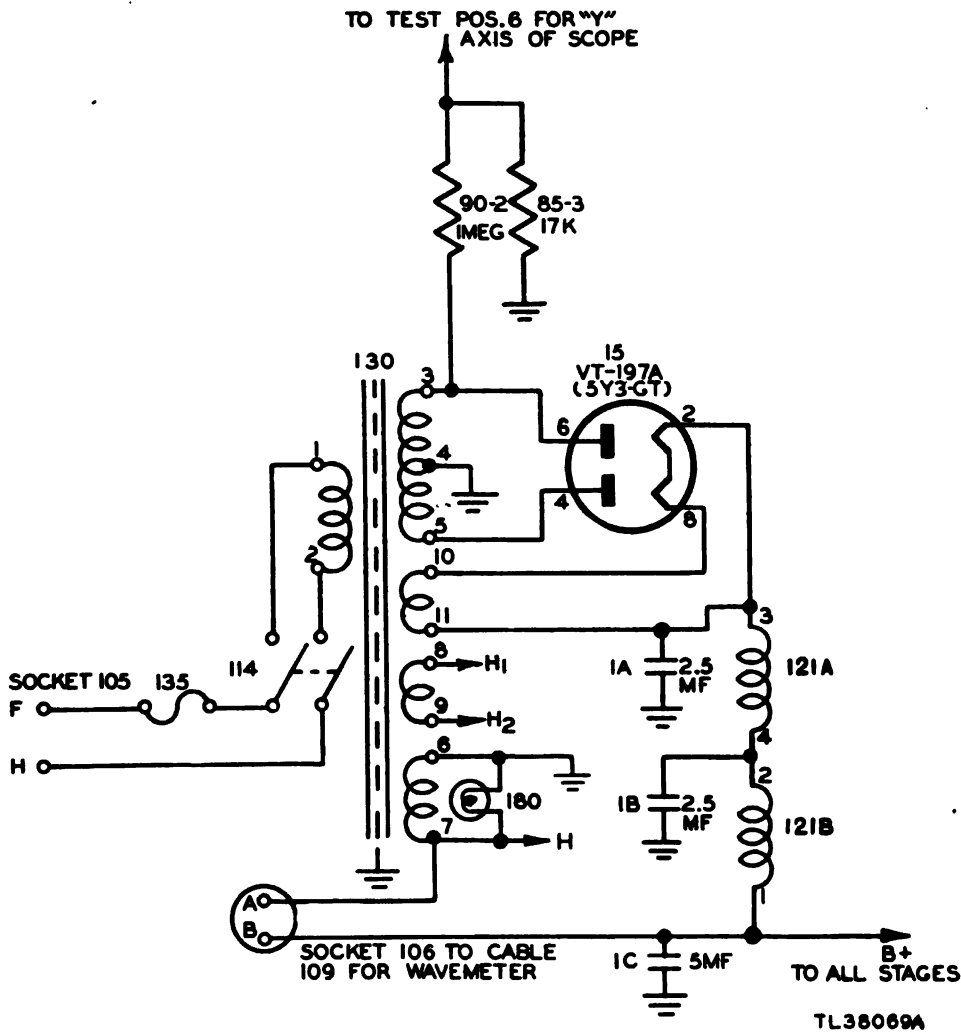 TO TEST POS.6 FOR "Y"
AXIS OF SCOPE
90-2
1MEG
85-3
17K
130
15
VT-197A
(5Y3-GT)
3
6
2
4
4
8
5
1
10
2
11
3
1A
2.5
MF
121A
8
H1
114
SOCKET 105
135
F
9
H2
4
H
6
2
180
1B
2.5
MF
121B
7
H
1
A
B
SOCKET 106 TO CABLE
109 FOR WAVEMETER
1C
5MF
B+
TO ALL STAGES
TL38069A